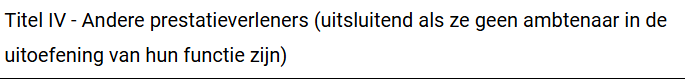 Titel IV - Andere prestatieverleners (uitsluitend als ze geen ambtenaar in de
uitoefening van hun functie zijn)